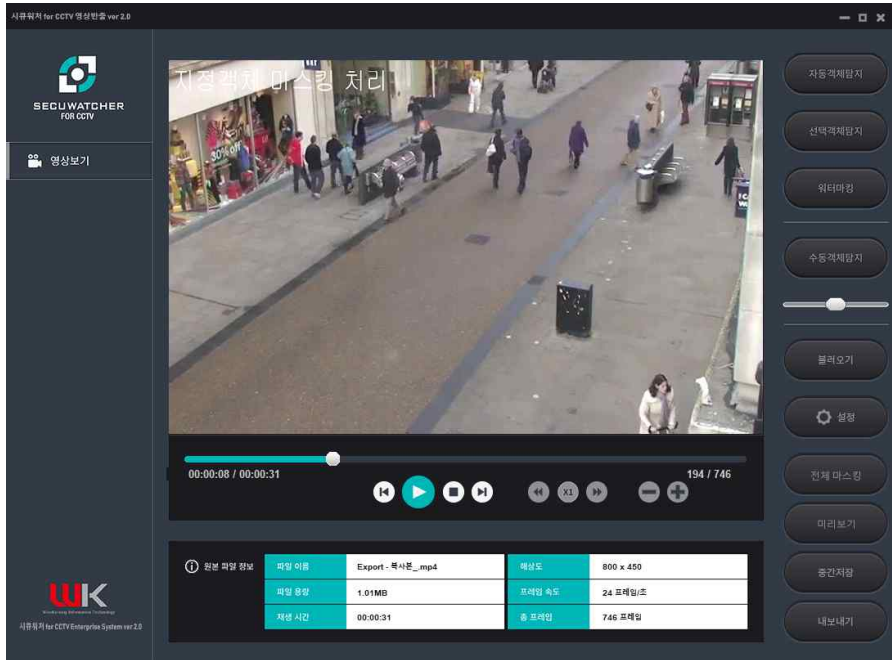 시큐워처 for CCTV 영상반출 ver 2.0
SECUWATCHER
FOR CCTV
영상보기
지정객체 마스킹 처리
30% OFF
자동객체탐지
선택객체탐지
워터마킹
수동객체탐지
불러오기
설정
전체 마스킹
미리보기
중간저장
내보내기
00:00:08 / 00:00:31
194 / 746
X1
원본 파일 정보
파일 이름 Export - 복사본_.mp4 해상도 800 x 450
파일 용량 1.01MB 프레임 속도 24 프레임/초
재생 시간 00:00:31 총 프레임 746 프레임
WK
시큐워처 for CCTV Enterprise System ver 2.0